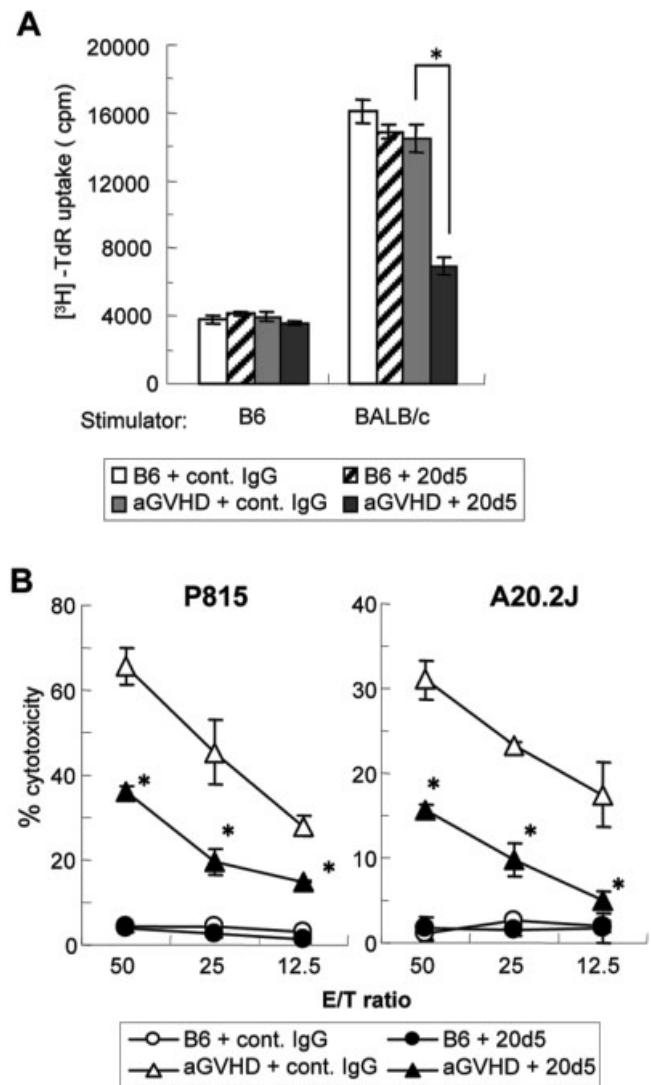 A
*
[³H] -TdR uptake ( cpm)
20000
16000
12000
8000
4000
0
Stimulator: B6 BALB/c
B6 + cont. IgG B6 + 20d5
aGVHD + cont. IgG aGVHD + 20d5
B
P815 A20.2J
% cytotoxicity
80
60
40
20
0
* * *
50 25 12.5
40
30
20
10
0
* * *
50 25 12.5
E/T ratio
B6 + cont. IgG B6 + 20d5
aGVHD + cont. IgG aGVHD + 20d5